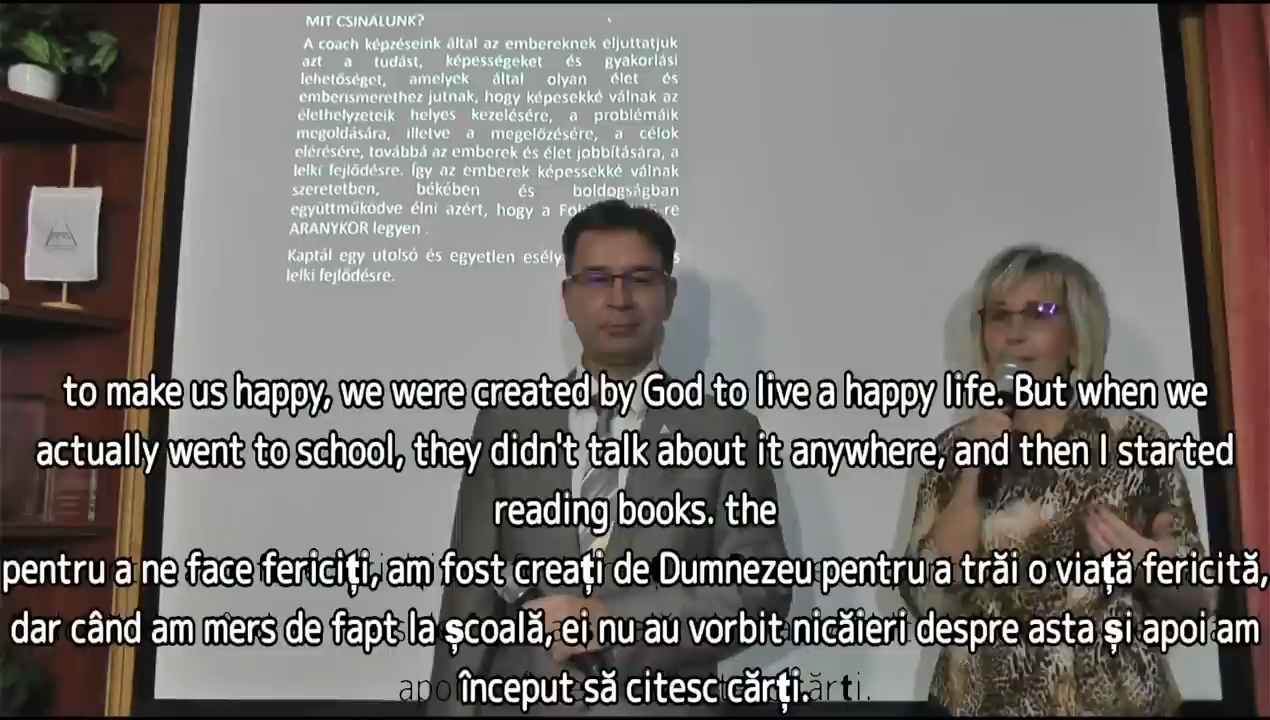 MIT CSINÁLUNK?
A coach képzéseink által az embereknek eljuttatjuk
azt a tudást, képességeket és gyakorlási
lehetőséget, amelyek által olyan élet és
emberismerethez jutnak, hogy képesekké válnak az
élethelyzeteik helyes kezelésére, a problémáik
megoldására, illetve a megelőzésére, a célok
elérésére, továbbá az emberek és élet jobbítására, a
lelki fejlődésre. Így az emberek képessekké válnak
szeretetben, békében és boldogságban
együttműködve élni azért, hogy a
ARANYKOR legyen .
Kaptál egy utolsó és egyetlen esély
lelki fejlődésre.
to make us happy, we were created by God to live a happy life. But when we
actually went to school, they didn't talk about it anywhere, and then I started
reading books. the
pentru a ne face fericiți, am fost creați de Dumnezeu pentru a trăi o viață fericită,
dar când am mers de fapt la școală, ei nu au vorbit nicăieri despre asta și apoi am
început să citesc cărți.